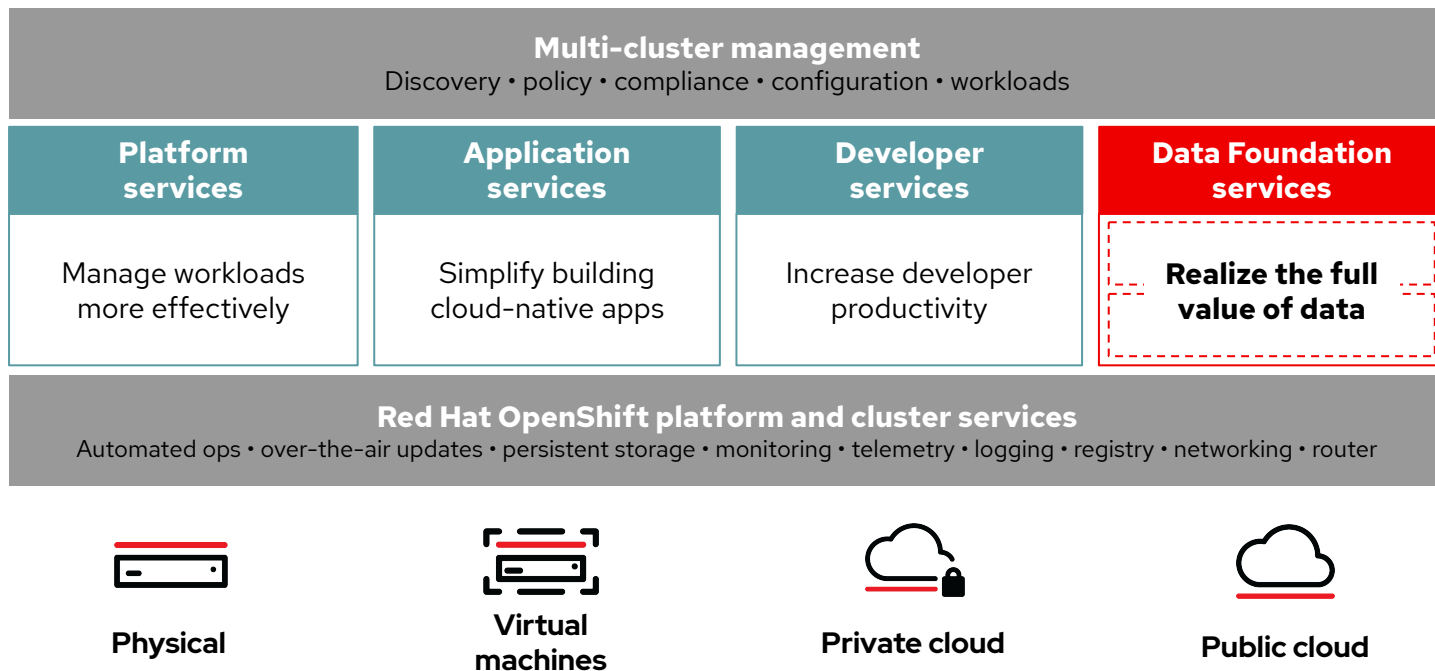 Multi-cluster management
Discovery • policy • compliance • configuration • workloads
Platform
services
Manage workloads
more effectively
Application
services
Simplify building
cloud-native apps
Developer
services
Increase developer
productivity
Data Foundation
services
Realize the full
value of data
Red Hat OpenShift platform and cluster services
Automated ops • over-the-air updates • persistent storage • monitoring • telemetry • logging • registry • networking • router
Physical
Virtual
machines
Private cloud
Public cloud